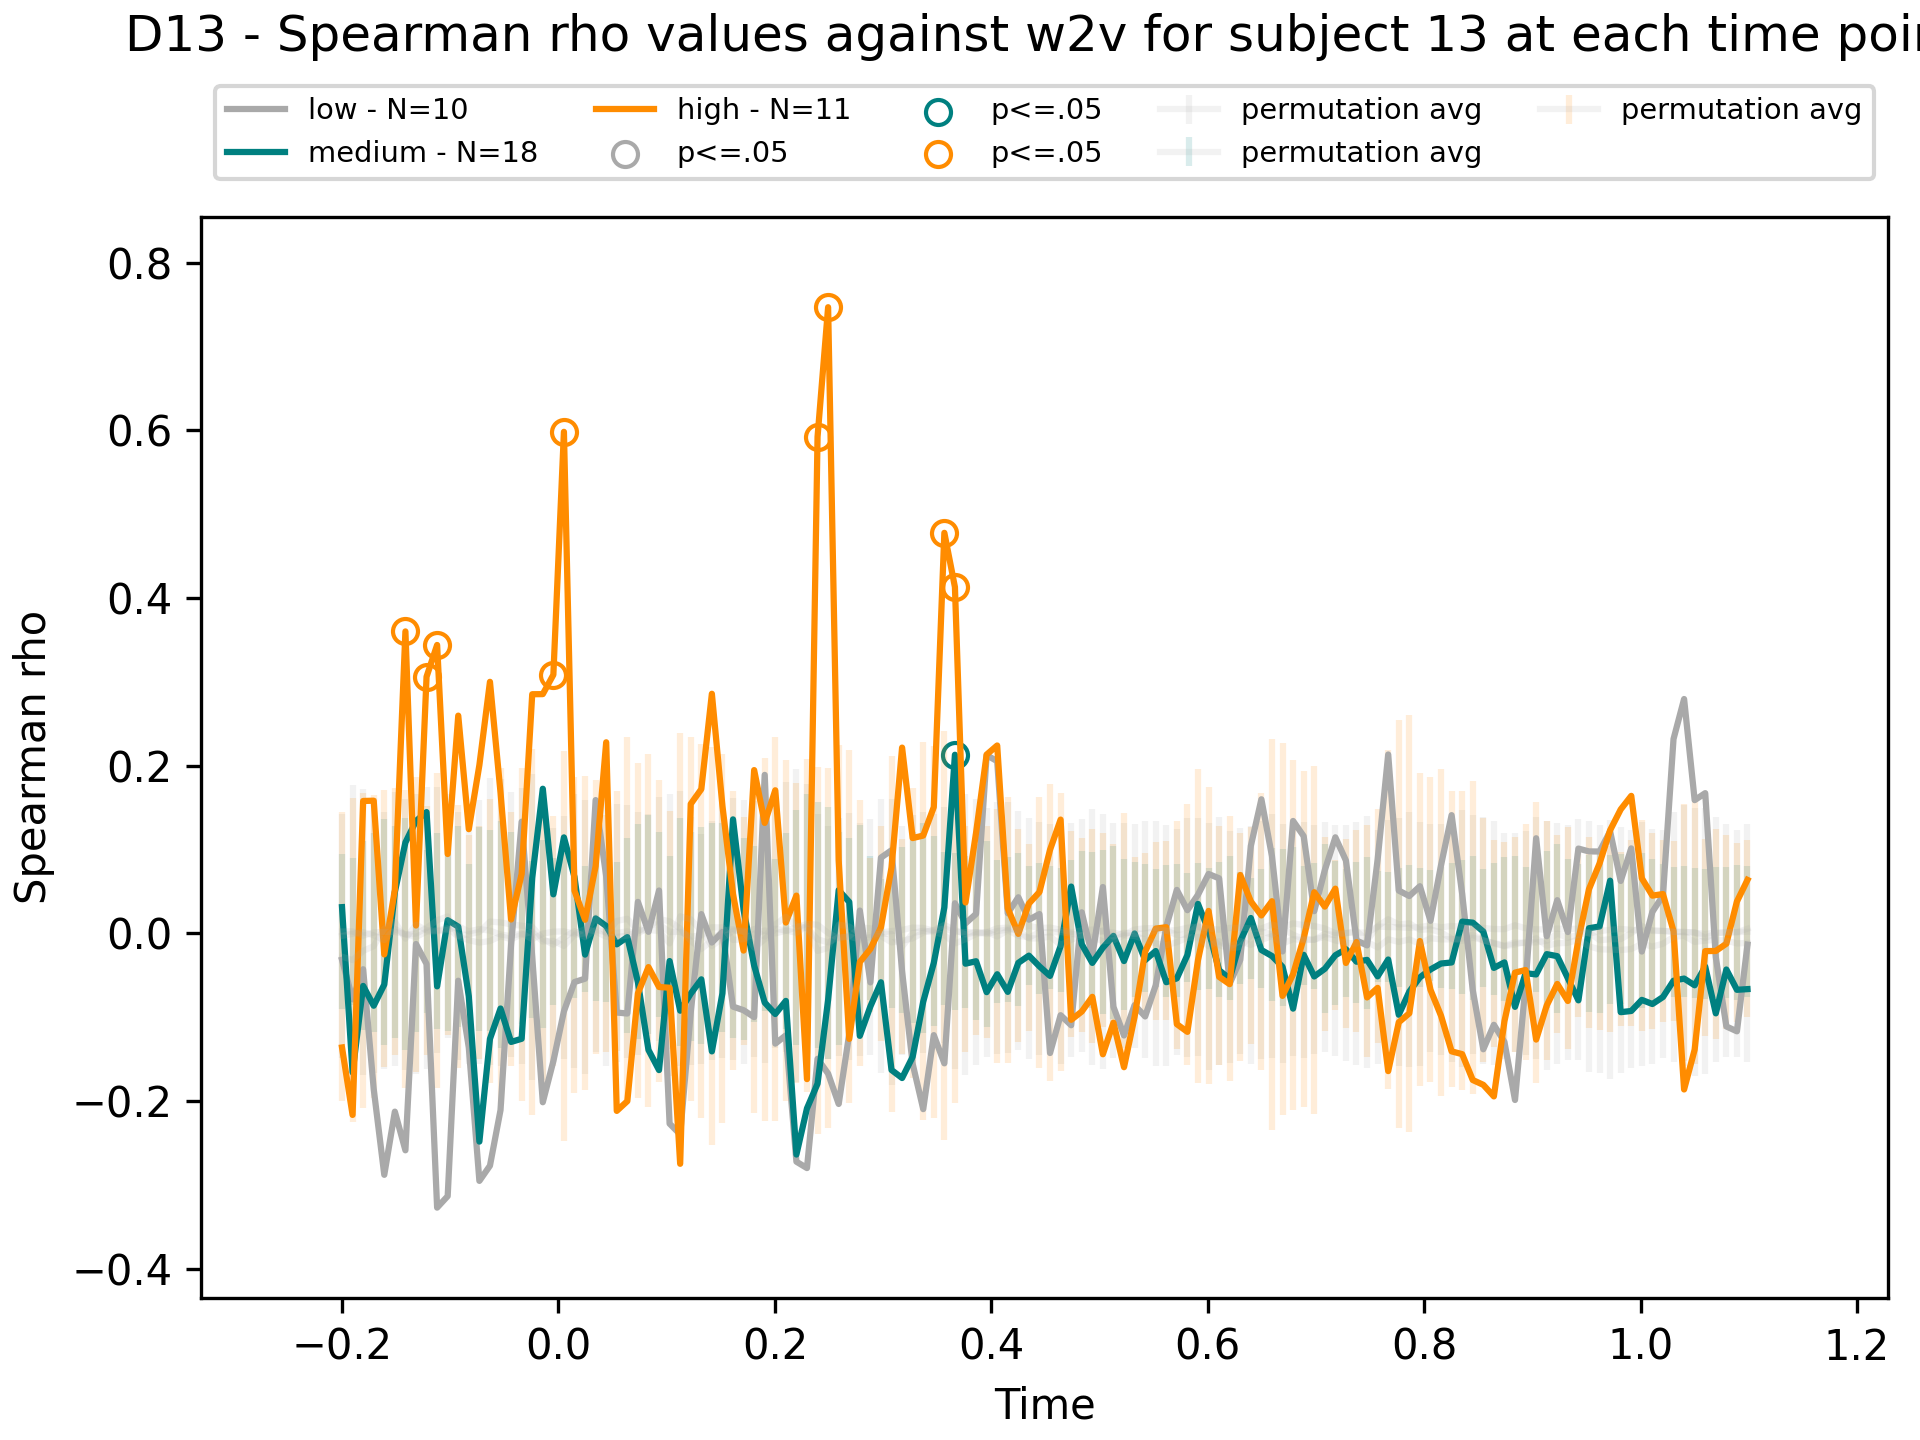 D13 - Spearman rho values against w2v for subject 13 at each time
low - N=10
medium - N=18
high - N=11
p<=.05
p<=.05
p<=.05
permutation avg
permutation avg
permutation avg
Spearman rho
0.8
0.6
0.4
0.2
0.0
−0.2
−0.4
−0.2
0.0
0.2
0.4
0.6
0.8
1.0
1.2
Time